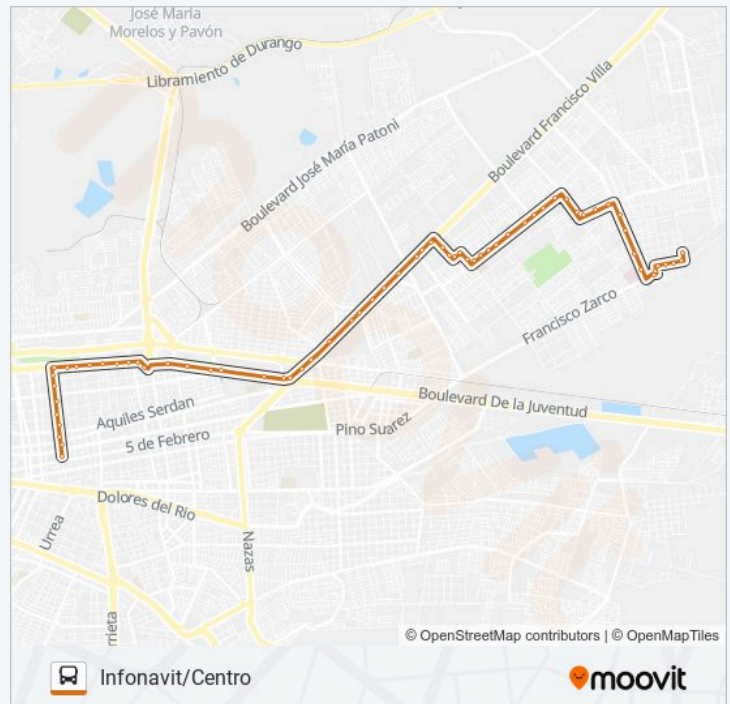 José María
Morelos y Pavón
Libramiento de Durango
Boulevard Francisco Villa
Boulevard José María Patoni
Francisco Zarco
Boulevard De la Juventud
Aquiles Serdan
Pino Suarez
5 de Febrero
Dolores del Rio
Urrea
Nazas
rrieta
© OpenStreetMap contributors | © OpenMapTiles
Infonavit/Centro
moovit